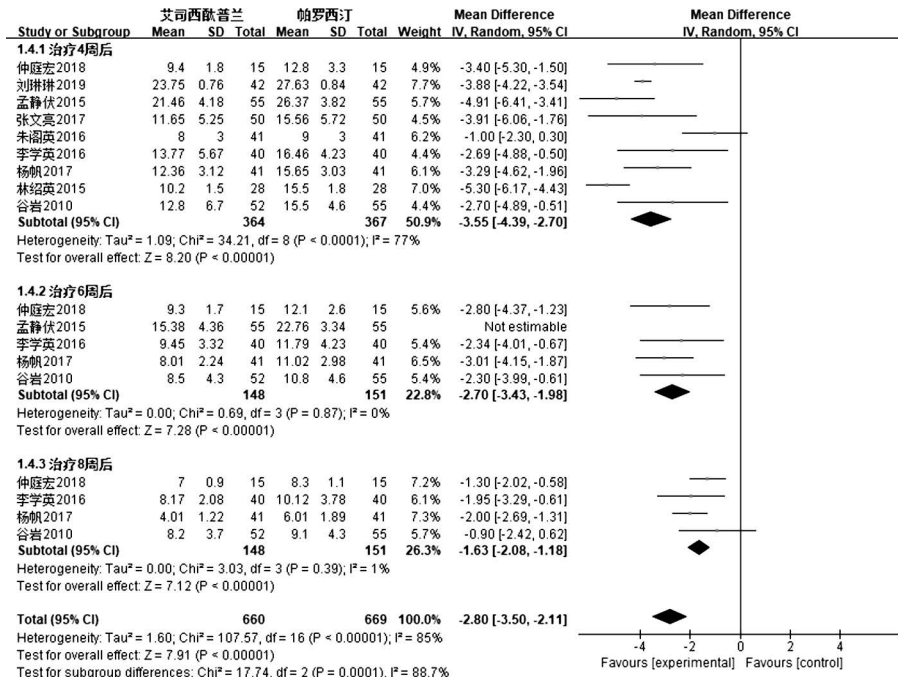 艾司西酞普兰 帕罗西汀 Mean Difference Mean Difference
Study or Subgroup Mean SD Total Mean SD Total Weight IV, Random, 95% CI IV, Random, 95% CI
1.4.1 治疗4周后
仲庭宏2018 9.4 1.8 15 12.8 3.3 15 4.9% -3.40 [-5.30, -1.50]
刘琳琳2019 23.75 0.76 42 27.63 0.84 42 8.1% -3.88 [-4.22, -3.54]
孟静伏2015 21.46 4.18 55 26.37 3.82 55 5.8% -4.91 [-6.41, -3.41]
张文亮2017 11.65 5.25 50 15.56 5.72 50 4.3% -3.91 [-6.06, -1.76]
朱阁英2016 8 3 41 9 3 41 6.2% -1.00 [-2.30, 0.30]
李学英2016 13.77 5.67 40 16.46 4.23 40 4.4% -2.69 [-4.88, -0.50]
杨帆2017 12.36 3.12 41 15.65 3.03 41 6.1% -3.29 [-4.62, -1.96]
林绍英2015 10.2 1.5 28 15.5 1.8 28 7.0% -5.30 [-6.17, -4.43]
谷岩2010 12.8 6.7 52 15.5 4.6 55 4.4% -2.70 [-4.89, -0.51]
Subtotal (95% CI) 364 367 50.9% -3.55 [-4.39, -2.70]
Heterogeneity: Tau² = 1.09; Chi² = 34.21, df = 8 (P < 0.0001); I² = 77%
Test for overall effect: Z = 8.20 (P < 0.00001)
1.4.2 治疗6周后
仲庭宏2018 9.3 1.7 15 12.1 2.6 15 5.6% -2.80 [-4.37, -1.23]
孟静伏2015 15.38 4.36 55 22.76 3.34 55 Not estimable
李学英2016 9.45 3.32 40 11.79 4.23 40 5.4% -2.34 [-4.01, -0.67]
杨帆2017 8.01 2.24 41 11.02 2.98 41 6.5% -3.01 [-4.15, -1.87]
谷岩2010 8.5 4.3 52 10.8 4.6 55 5.4% -2.30 [-3.99, -0.61]
Subtotal (95% CI) 148 151 22.8% -2.70 [-3.43, -1.98]
Heterogeneity: Tau² = 0.00; Chi² = 0.69, df = 3 (P = 0.87); I² = 0%
Test for overall effect: Z = 7.28 (P < 0.00001)
1.4.3 治疗8周后
仲庭宏2018 7 0.9 15 8.3 1.1 15 7.2% -1.30 [-2.02, -0.58]
李学英2016 8.17 2.08 40 10.12 3.78 40 6.1% -1.95 [-3.29, -0.61]
杨帆2017 4.01 1.22 41 6.01 1.89 41 7.3% -2.00 [-2.69, -1.31]
谷岩2010 8.2 3.7 52 9.1 4.3 55 5.7% -0.90 [-2.42, 0.62]
Subtotal (95% CI) 148 151 26.3% -1.63 [-2.08, -1.18]
Heterogeneity: Tau² = 0.00; Chi² = 3.03, df = 3 (P = 0.39); I² = 1%
Test for overall effect: Z = 7.12 (P < 0.00001)
Total (95% CI) 660 669 100.0% -2.80 [-3.50, -2.11]
Heterogeneity: Tau² = 1.60; Chi² = 107.57, df = 16 (P < 0.00001); I² = 85%
Test for overall effect: Z = 7.91 (P < 0.00001)
Test for subgroup differences: Chi² = 17.74, df = 2 (P = 0.0001), I² = 88.7%
-4 -2 0 2 4
Favours [experimental] Favours [control]